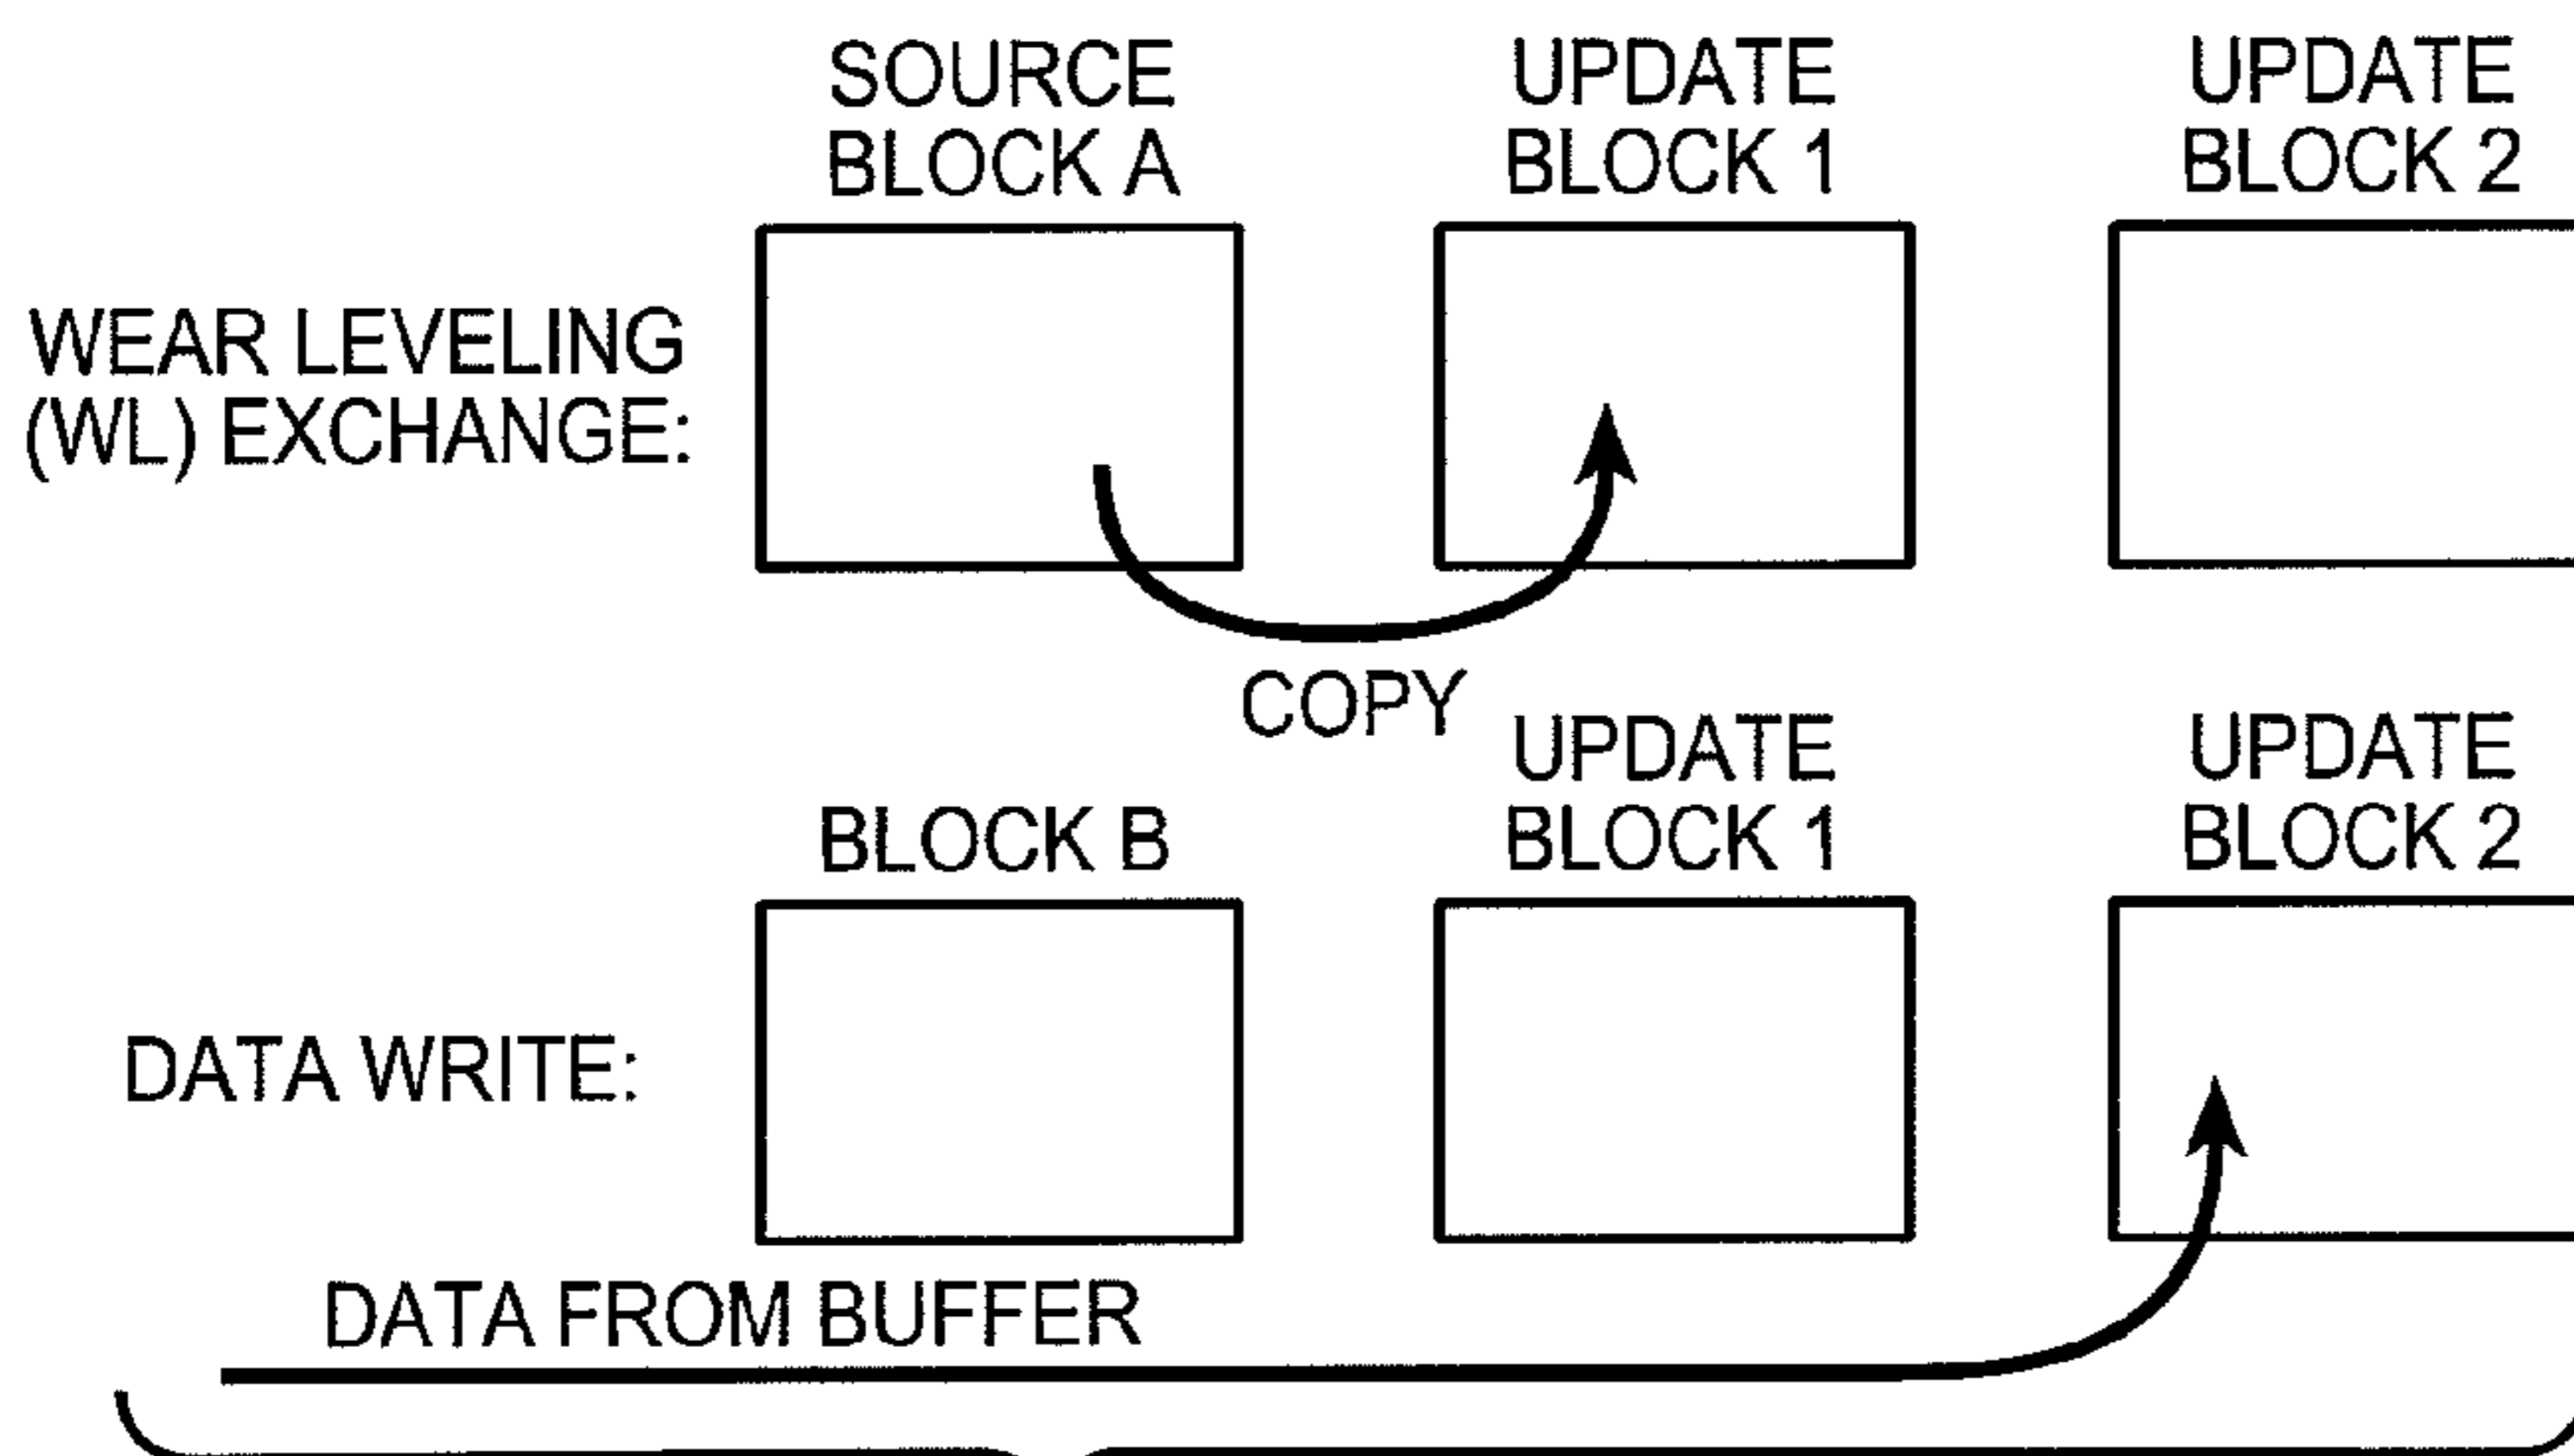 SOURCE
BLOCK A
UPDATE
BLOCK 1
UPDATE
BLOCK 2
WEAR LEVELING
(WL) EXCHANGE:
COPY
BLOCK B
UPDATE
BLOCK 1
UPDATE
BLOCK 2
DATA WRITE:
DATA FROM BUFFER